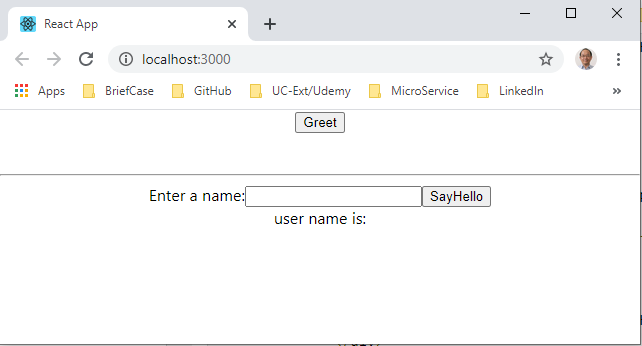 React App
localhost:3000
Apps BriefCase GitHub UC-Ext/Udemy MicroService LinkedIn »
Greet
Enter a name: SayHello
user name is: